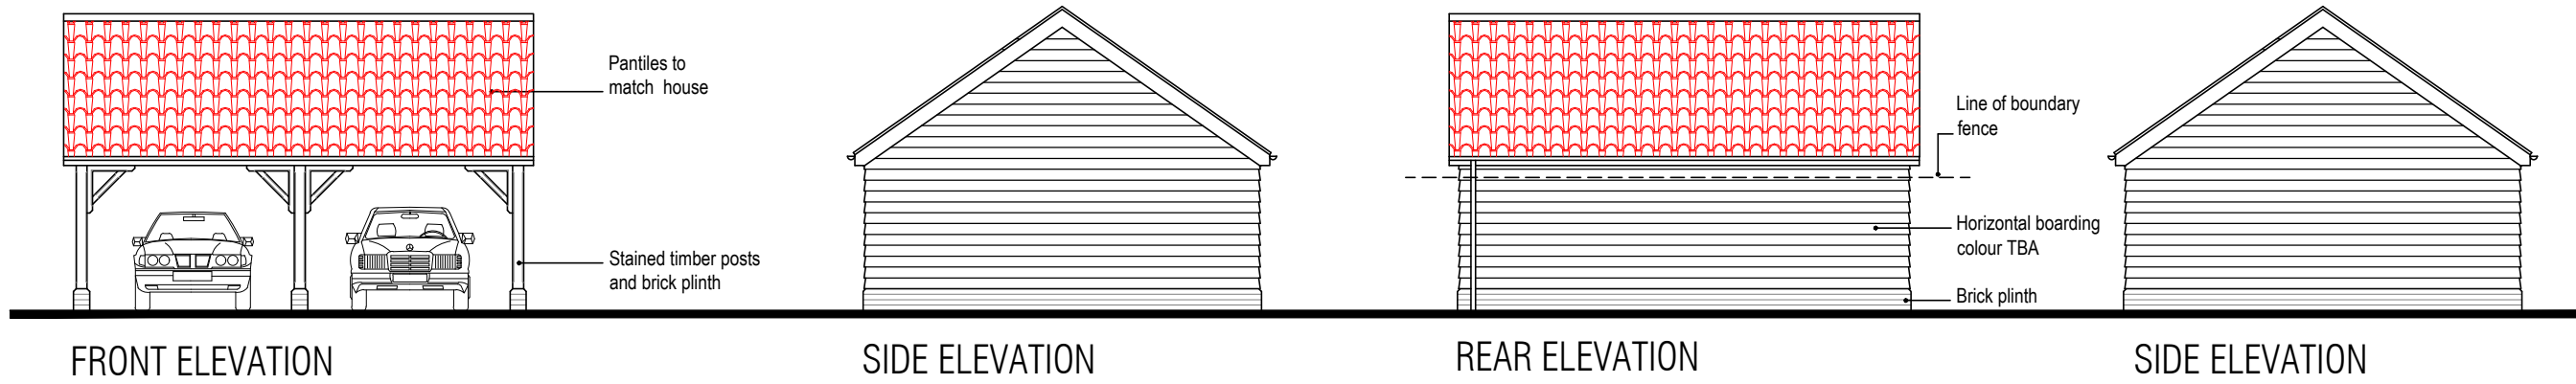 Pantiles to
match house
Stained timber posts
and brick plinth
FRONT ELEVATION
SIDE ELEVATION
Line of boundary
fence
Horizontal boarding
colour TBA
Brick plinth
REAR ELEVATION
SIDE ELEVATION